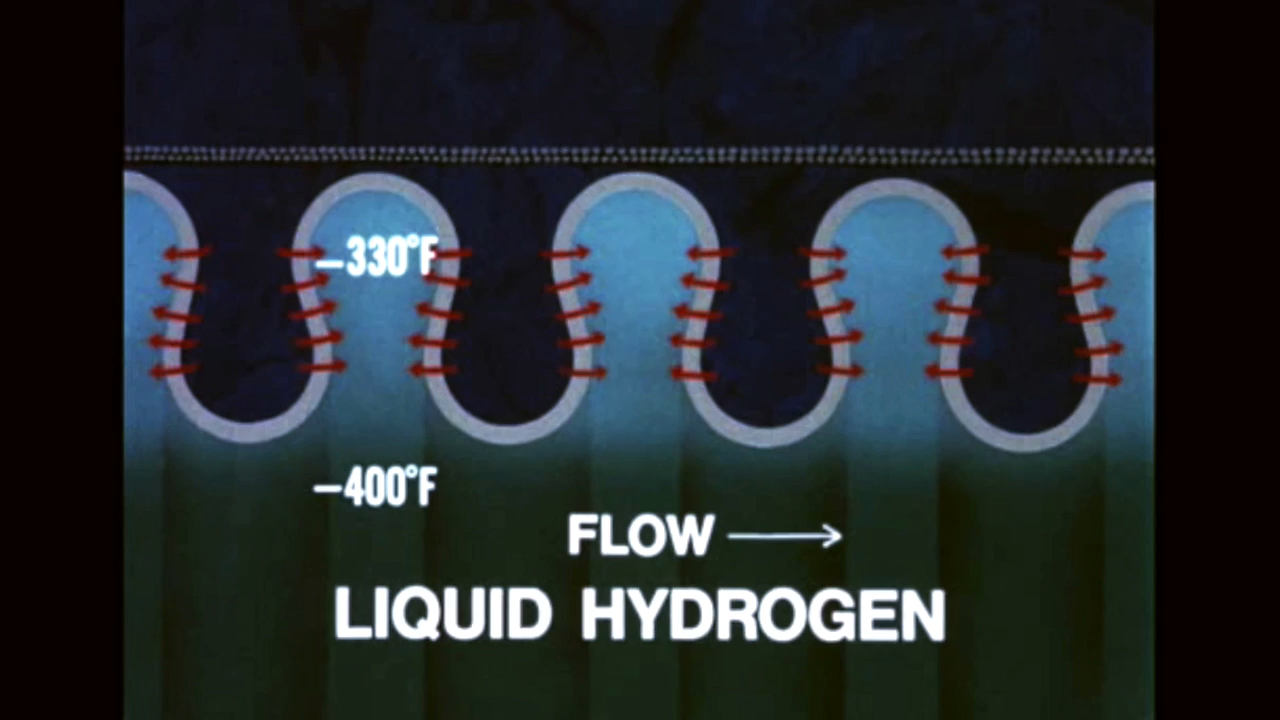 –330°F
–400°F
FLOW →
LIQUID HYDROGEN